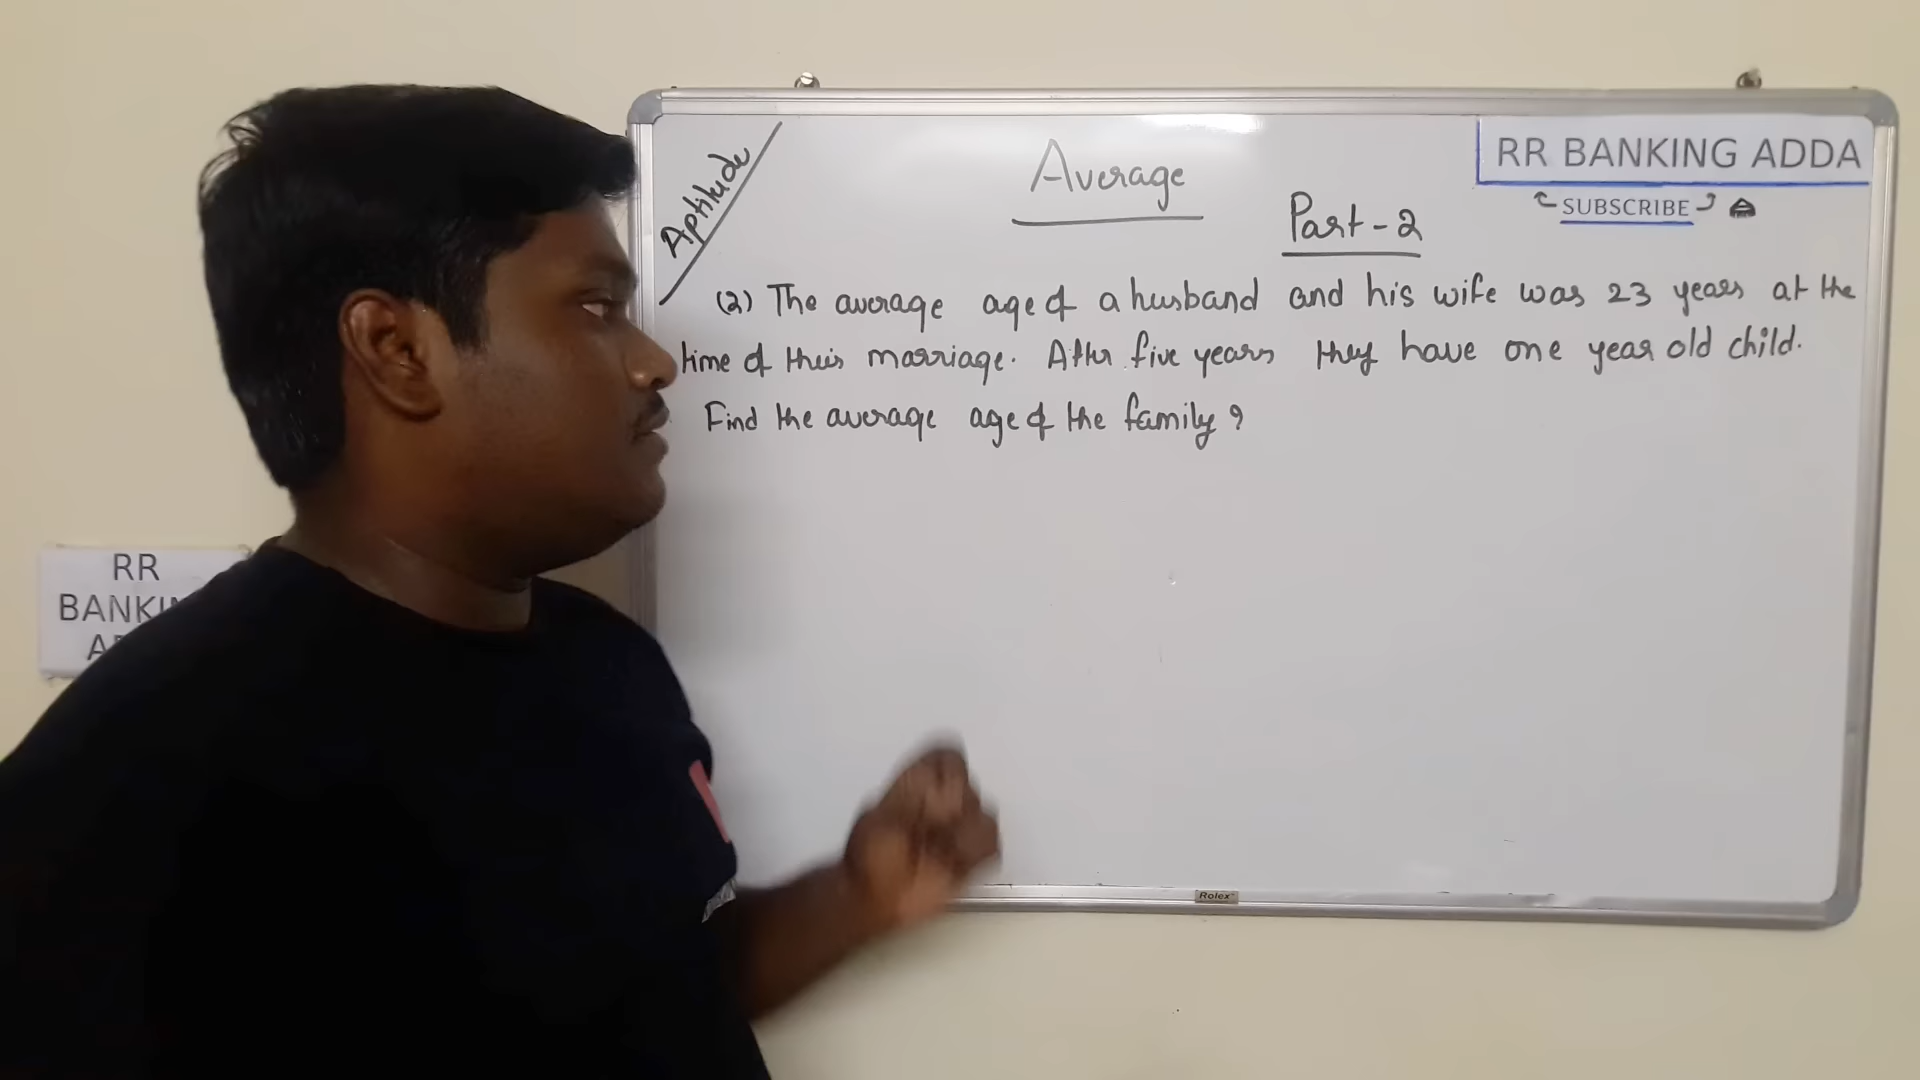 Aptitude
Average
Part-2
RR BANKING ADDA
SUBSCRIBE
(2) The average age of a husband and his wife was 23 years at the
time of their marriage. After five years they have one year old child.
Find the average age of the family?
RR
BANKI
A
Rolex